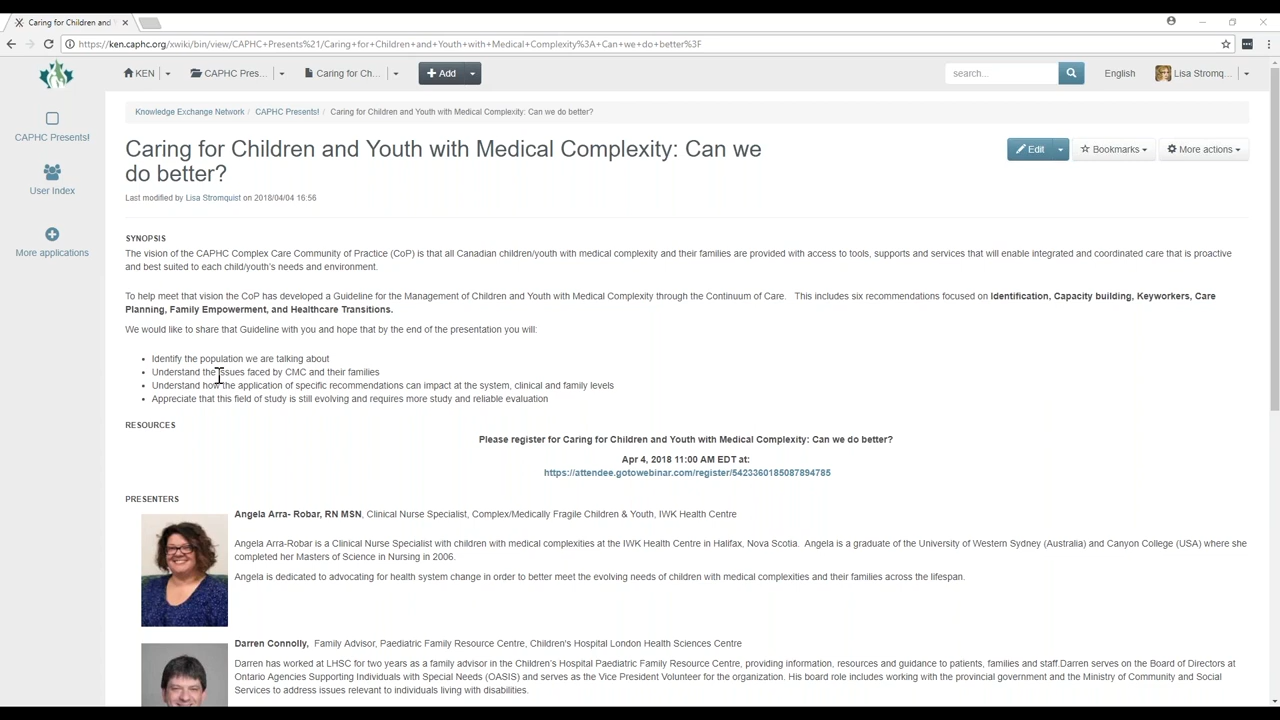 Caring for Children and
https://ken.caphc.org/xwiki/bin/view/CAPHC+Presents%21/Caring+for+Children+and+Youth+with+Medical+Complexity%3A+Can+we+do+better%3F
KEN
CAPHC Pres...
Caring for Ch...
Add
search...
English
Lisa Stromq...
CAPHC Presents!
User Index
More applications
Knowledge Exchange Network / CAPHC Presents! / Caring for Children and Youth with Medical Complexity: Can we do better?
Caring for Children and Youth with Medical Complexity: Can we
do better?
Edit
Bookmarks
More actions
Last modified by Lisa Stromquist on 2018/04/04 16:56
SYNOPSIS
The vision of the CAPHC Complex Care Community of Practice (CoP) is that all Canadian children/youth with medical complexity and their families are provided with access to tools, supports and services that will enable integrated and coordinated care that is proactive
and best suited to each child/youth's needs and environment.
To help meet that vision the CoP has developed a Guideline for the Management of Children and Youth with Medical Complexity through the Continuum of Care. This includes six recommendations focused on Identification, Capacity building, Keyworkers, Care
Planning, Family Empowerment, and Healthcare Transitions.
We would like to share that Guideline with you and hope that by the end of the presentation you will:
• Identify the population we are talking about
• Understand the issues faced by CMC and their families
• Understand how the application of specific recommendations can impact at the system, clinical and family levels
• Appreciate that this field of study is still evolving and requires more study and reliable evaluation
RESOURCES
Please register for Caring for Children and Youth with Medical Complexity: Can we do better?
Apr 4, 2018 11:00 AM EDT at:
https://attendee.gotowebinar.com/register/5423360185087894785
PRESENTERS
Angela Arra- Robar, RN MSN, Clinical Nurse Specialist, Complex/Medically Fragile Children & Youth, IWK Health Centre
Angela Arra-Robar is a Clinical Nurse Specialist with children with medical complexities at the IWK Health Centre in Halifax, Nova Scotia. Angela is a graduate of the University of Western Sydney (Australia) and Canyon College (USA) where she
completed her Masters of Science in Nursing in 2006.
Angela is dedicated to advocating for health system change in order to better meet the evolving needs of children with medical complexities and their families across the lifespan.
Darren Connolly, Family Advisor, Paediatric Family Resource Centre, Children's Hospital London Health Sciences Centre
Darren has worked at LHSC for two years as a family advisor in the Children's Hospital Paediatric Family Resource Centre, providing information, resources and guidance to patients, families and staff.Darren serves on the Board of Directors at
Ontario Agencies Supporting Individuals with Special Needs (OASIS) and serves as the Vice President Volunteer for the organization. His board role includes working with the provincial government and the Ministry of Community and Social
Services to address issues relevant to individuals living with disabilities.